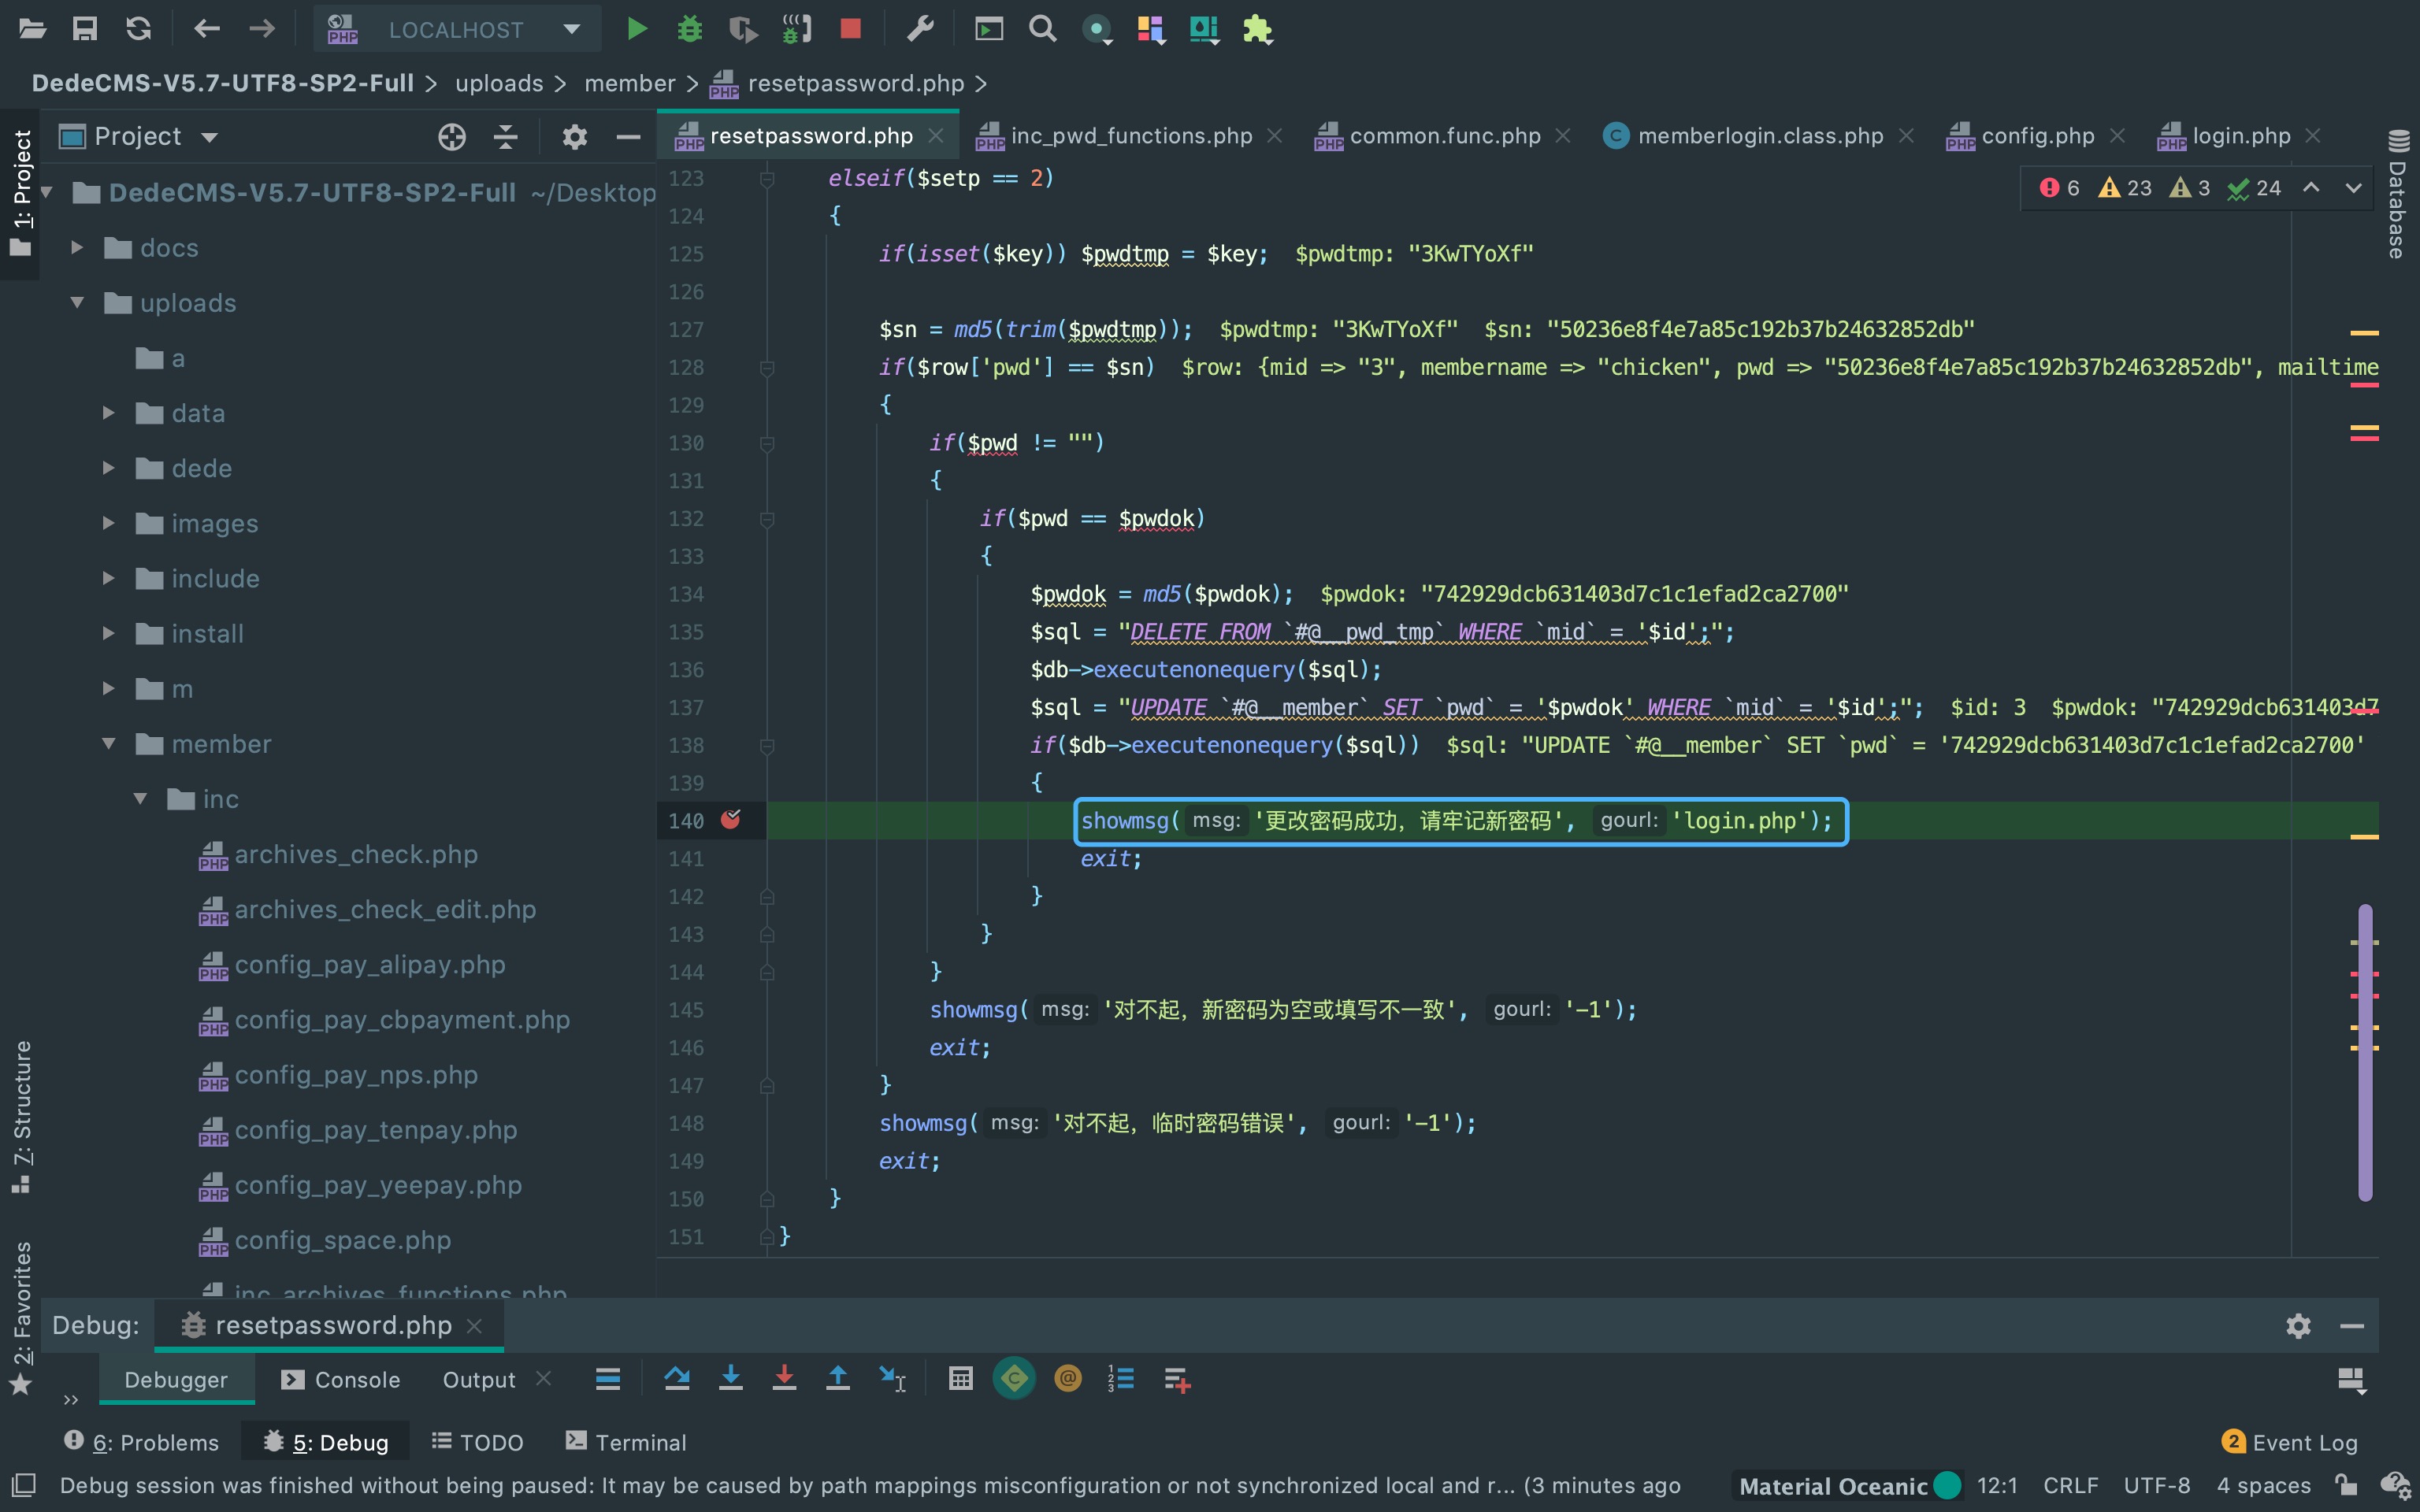 LOCALHOST
DedeCMS-V5.7-UTF8-SP2-Full > uploads > member > resetpassword.php >
1: Project
Project
resetpassword.php
inc_pwd_functions.php
common.func.php
memberlogin.class.php
config.php
login.php
Database
6 23 3 24
DedeCMS-V5.7-UTF8-SP2-Full ~/Desktop
docs
uploads
a
data
dede
images
include
install
m
member
inc
archives_check.php
archives_check_edit.php
config_pay_alipay.php
config_pay_cbpayment.php
config_pay_nps.php
config_pay_tenpay.php
config_pay_yeepay.php
config_space.php
inc_archives_functions.php
123 elseif($setp == 2)
124 {
125 if(isset($key)) $pwdtmp = $key; $pwdtmp: "3KwTYoXf"
126
127 $sn = md5(trim($pwdtmp)); $pwdtmp: "3KwTYoXf" $sn: "50236e8f4e7a85c192b37b24632852db"
128 if($row['pwd'] == $sn) $row: {mid => "3", membername => "chicken", pwd => "50236e8f4e7a85c192b37b24632852db", mailtime
129 {
130 if($pwd != "")
131 {
132 if($pwd == $pwdok)
133 {
134 $pwdok = md5($pwdok); $pwdok: "742929dcb631403d7c1c1efad2ca2700"
135 $sql = "DELETE FROM `#@__pwd_tmp` WHERE `mid` = '$id';";
136 $db->executenonequery($sql);
137 $sql = "UPDATE `#@__member` SET `pwd` = '$pwdok' WHERE `mid` = '$id';"; $id: 3 $pwdok: "742929dcb631403d7
138 if($db->executenonequery($sql)) $sql: "UPDATE `#@__member` SET `pwd` = '742929dcb631403d7c1c1efad2ca2700'
139 {
140 showmsg( msg: '更改密码成功，请牢记新密码', gourl: 'login.php');
141 exit;
142 }
143 }
144 }
145 showmsg( msg: '对不起，新密码为空或填写不一致', gourl: '-1');
146 exit;
147 }
148 showmsg( msg: '对不起，临时密码错误', gourl: '-1');
149 exit;
150 }
151 }
7: Structure
2: Favorites
Debug: resetpassword.php
Debugger Console Output
6: Problems 5: Debug TODO Terminal
2 Event Log
Debug session was finished without being paused: It may be caused by path mappings misconfiguration or not synchronized local and r... (3 minutes ago
Material Oceanic 12:1 CRLF UTF-8 4 spaces